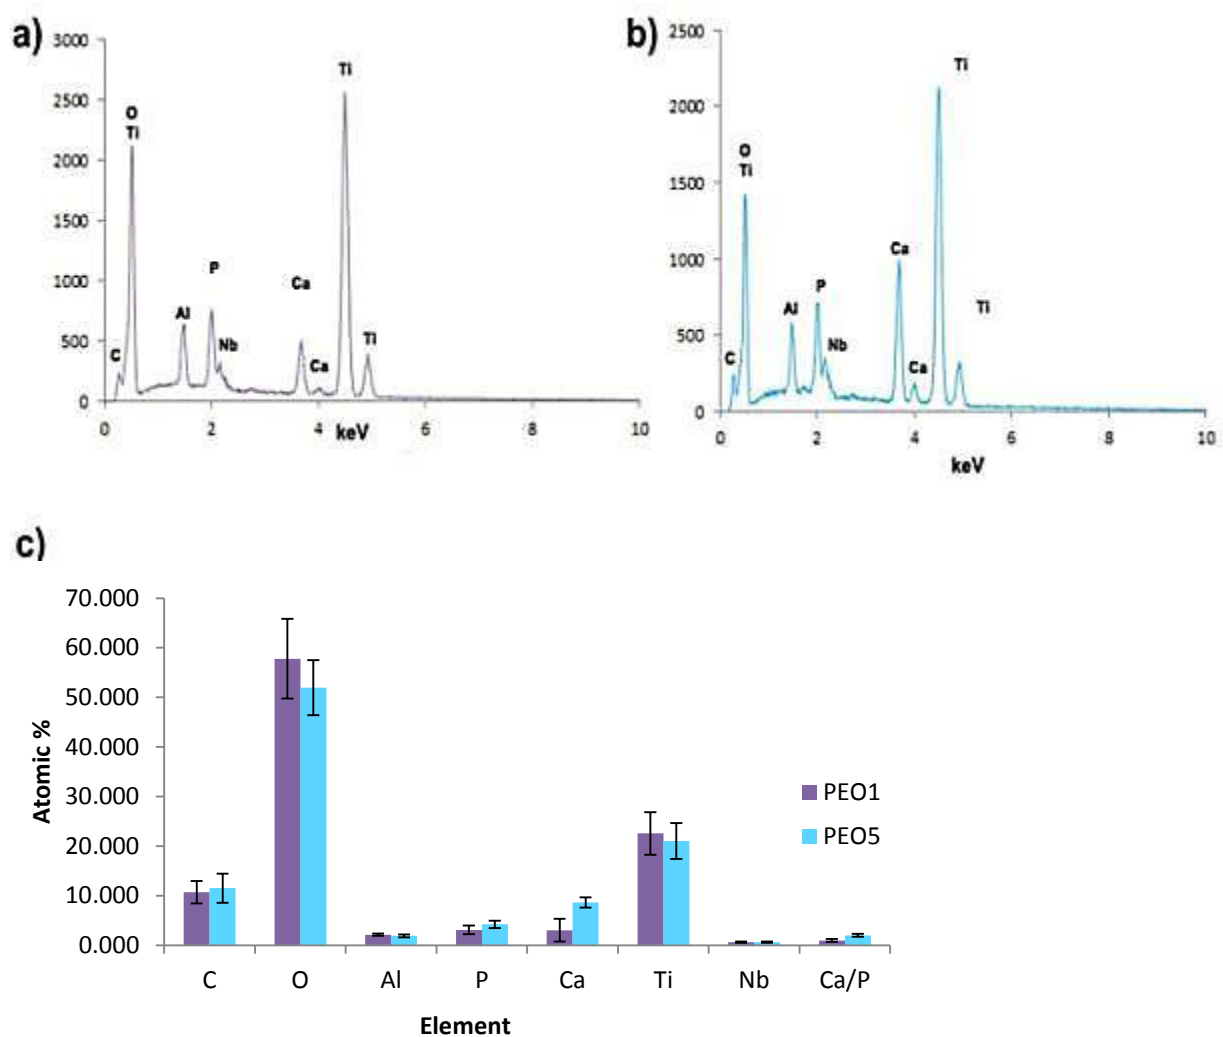 a)
3000
2500
2000
1500
1000
500
0
O
Ti
C
Al
P
Nb
Ca
Ca
Ti
Ti
0 2 4 6 8 10
keV
b)
2500
2000
1500
1000
500
0
O
Ti
C
Al
P
Nb
Ca
Ca
Ti
Ti
0 2 4 6 8 10
keV
c)
70.000
60.000
50.000
40.000
30.000
20.000
10.000
0.000
Atomic %
C O Al P Ca Ti Nb Ca/P
Element
PEO1
PEO5